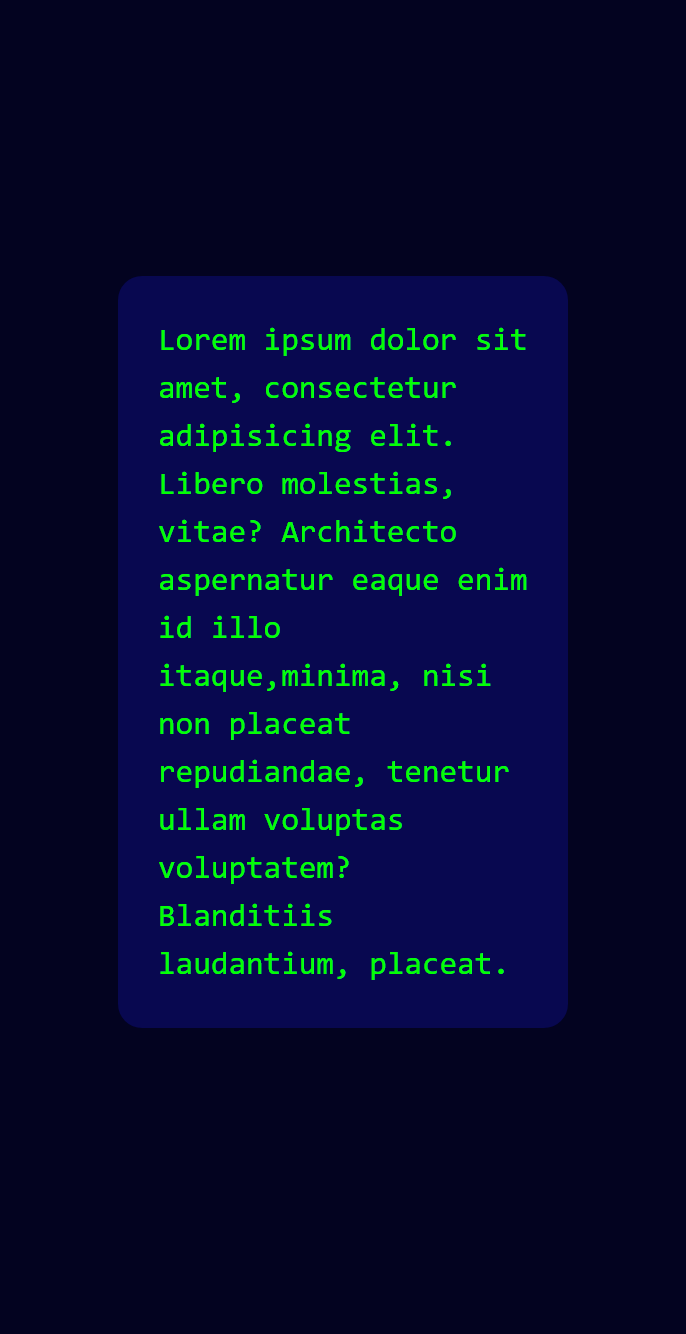 Lorem ipsum dolor sit
amet, consectetur
adipisicing elit.
Libero molestias,
vitae? Architecto
aspernatur eaque enim
id illo
itaque,minima, nisi
non placeat
repudiandae, tenetur
ullam voluptas
voluptatem?
Blanditiis
laudantium, placeat.